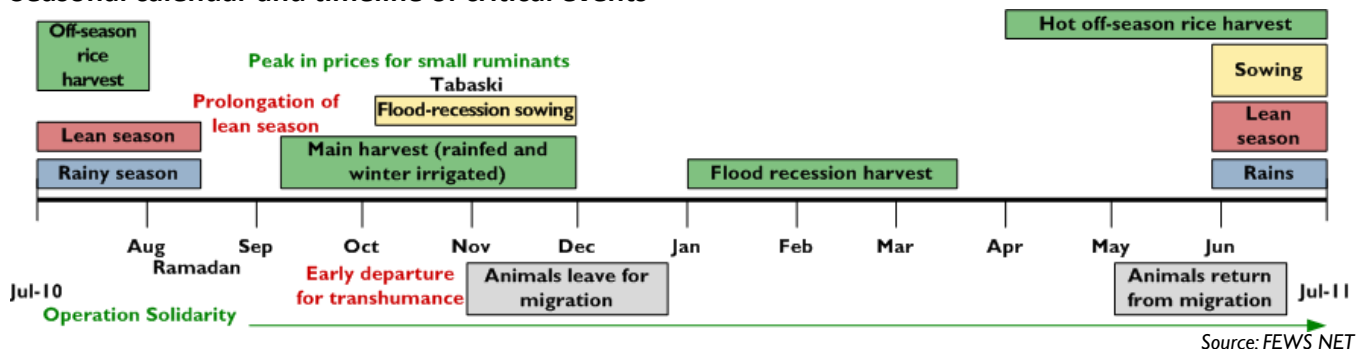 Seasonal calendar and timeline of critical events
Off-season
rice
harvest
Hot off-season rice harvest
Peak in prices for small ruminants
Tabaski
Sowing
Prolongation of
lean season
Flood-recession sowing
Lean season
Lean
season
Main harvest (rainfed and
winter irrigated)
Rainy season
Flood recession harvest
Rains
Aug
Sep
Oct
Nov
Dec
Jan
Feb
Mar
Apr
May
Jun
Ramadan
Early departure
for transhumance
Animals leave for
migration
Animals return
from migration
Jul-10
Jul-11
Operation Solidarity
Source: FEWS NET